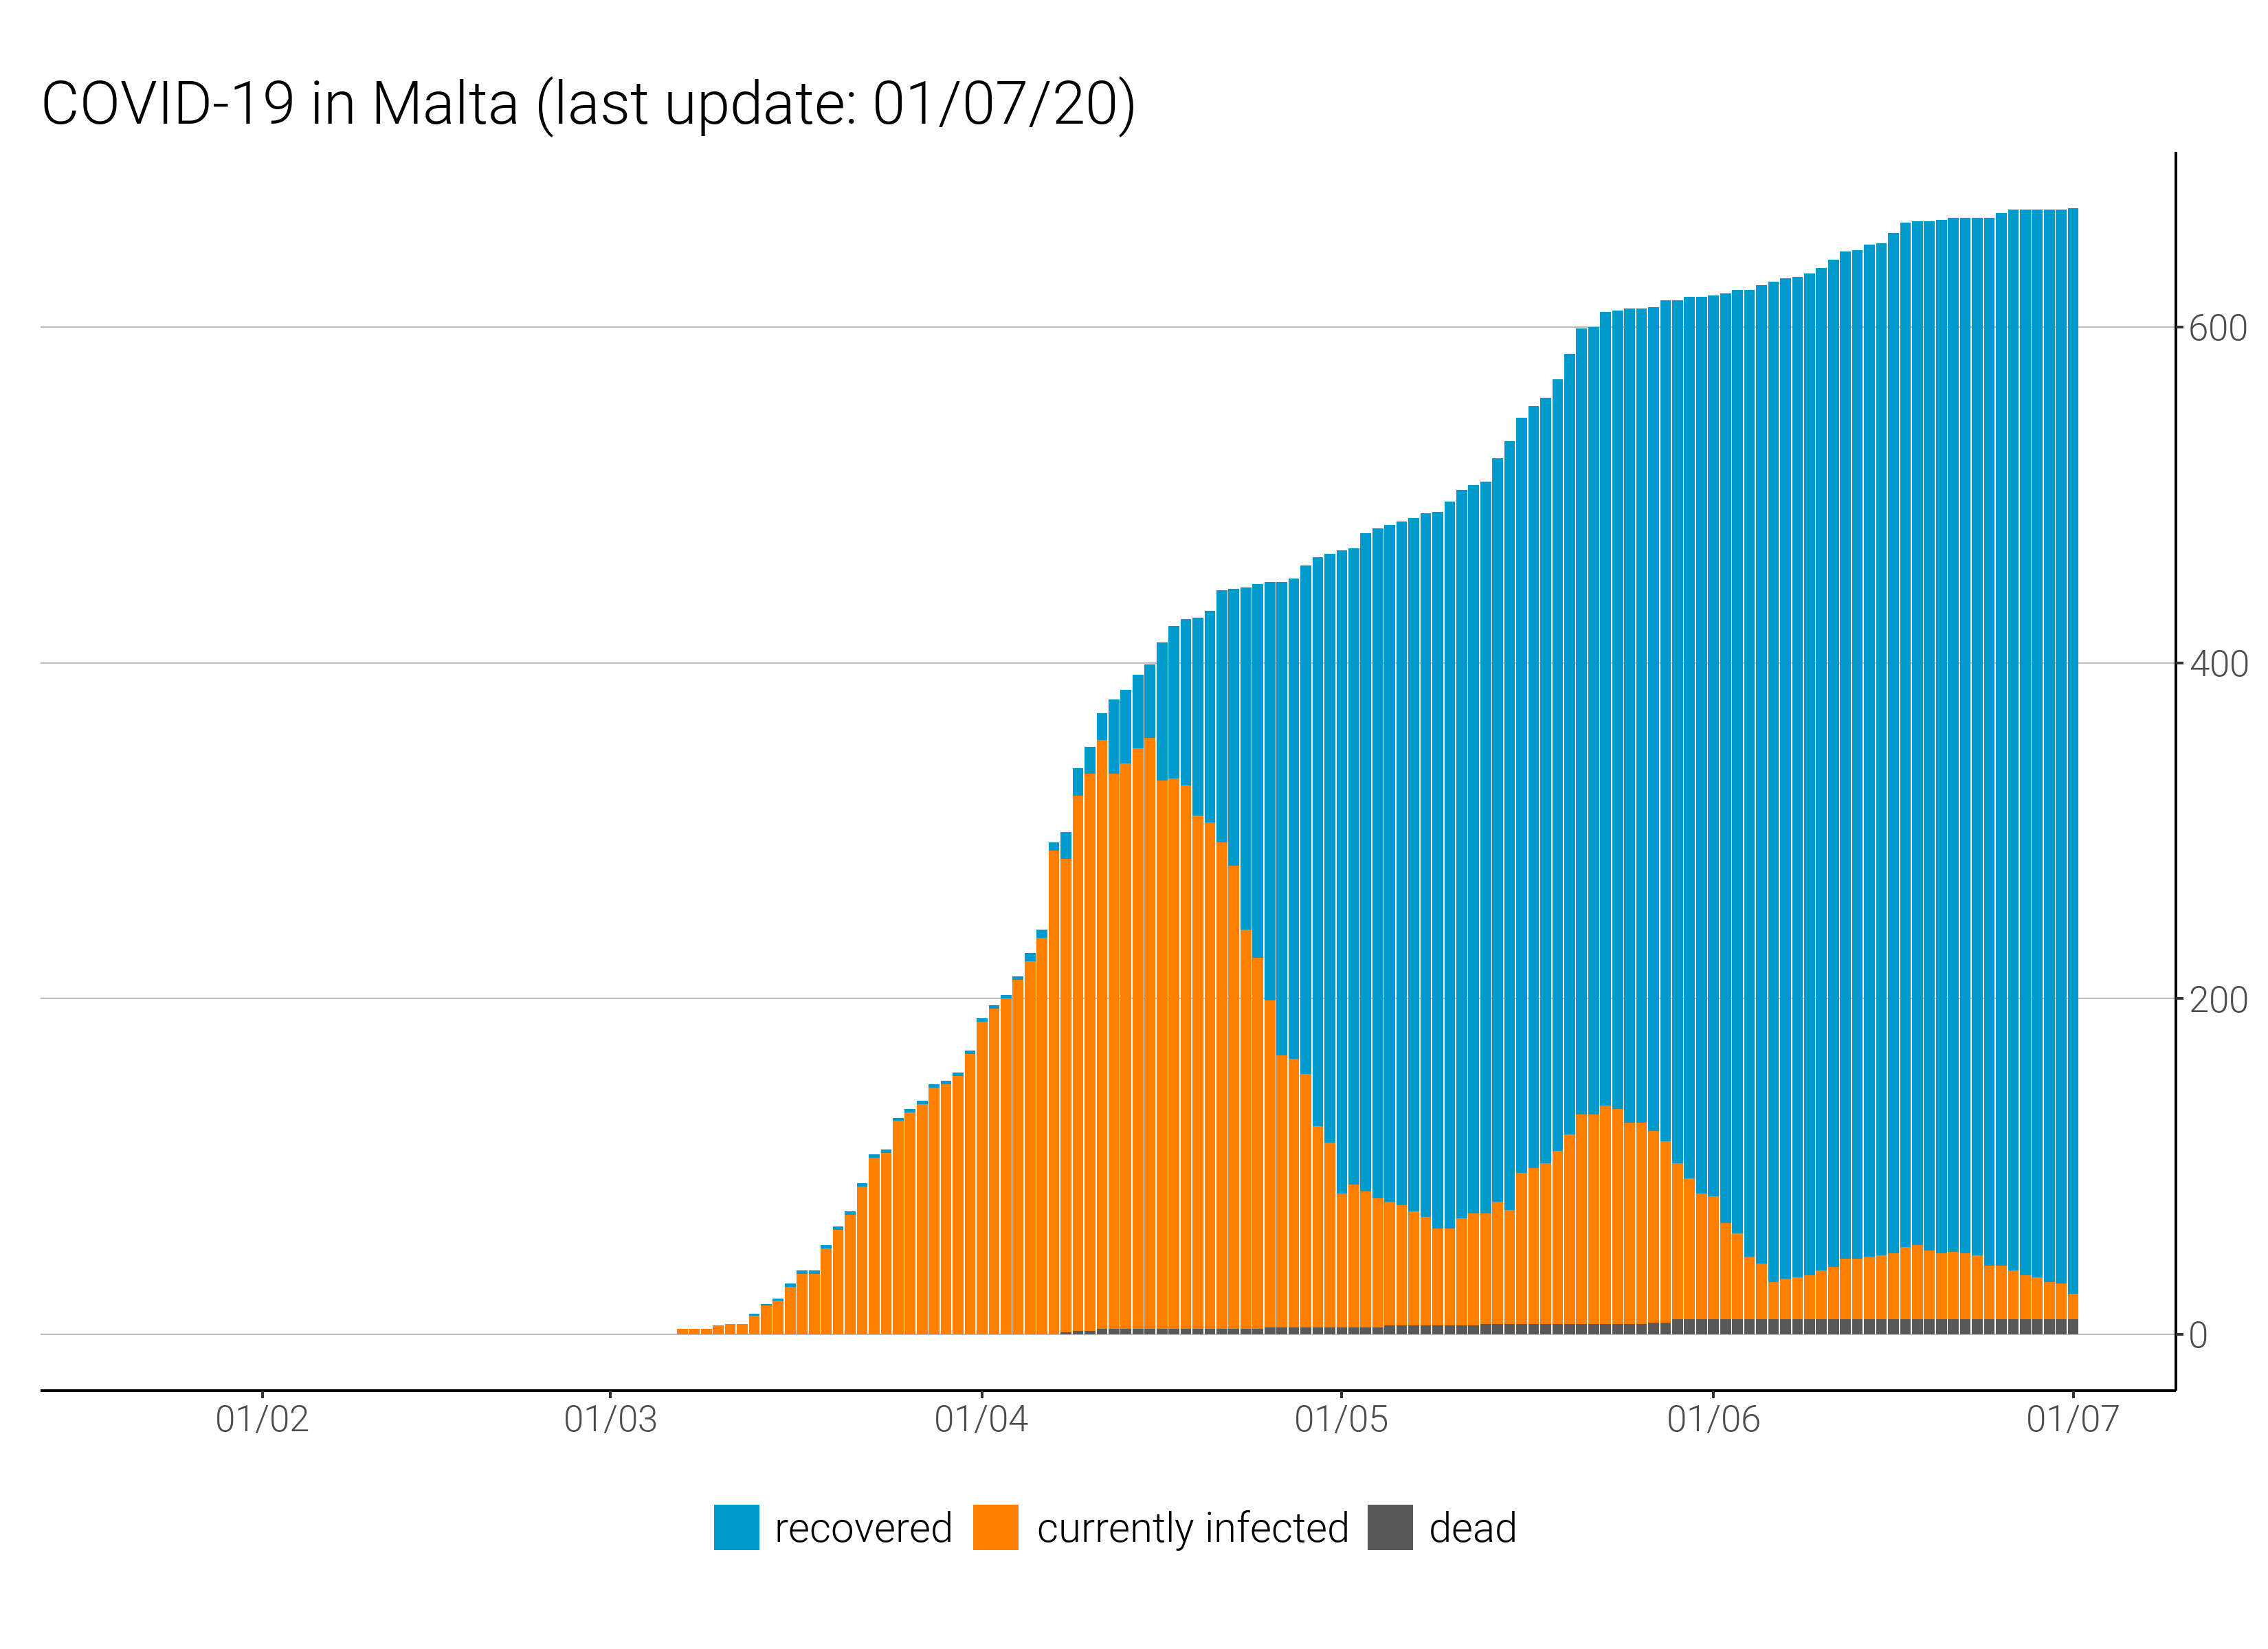 COVID-19 in Malta (last update: 01/07/20)
600
400
200
0
01/02 01/03 01/04 01/05 01/06 01/07
recovered currently infected dead